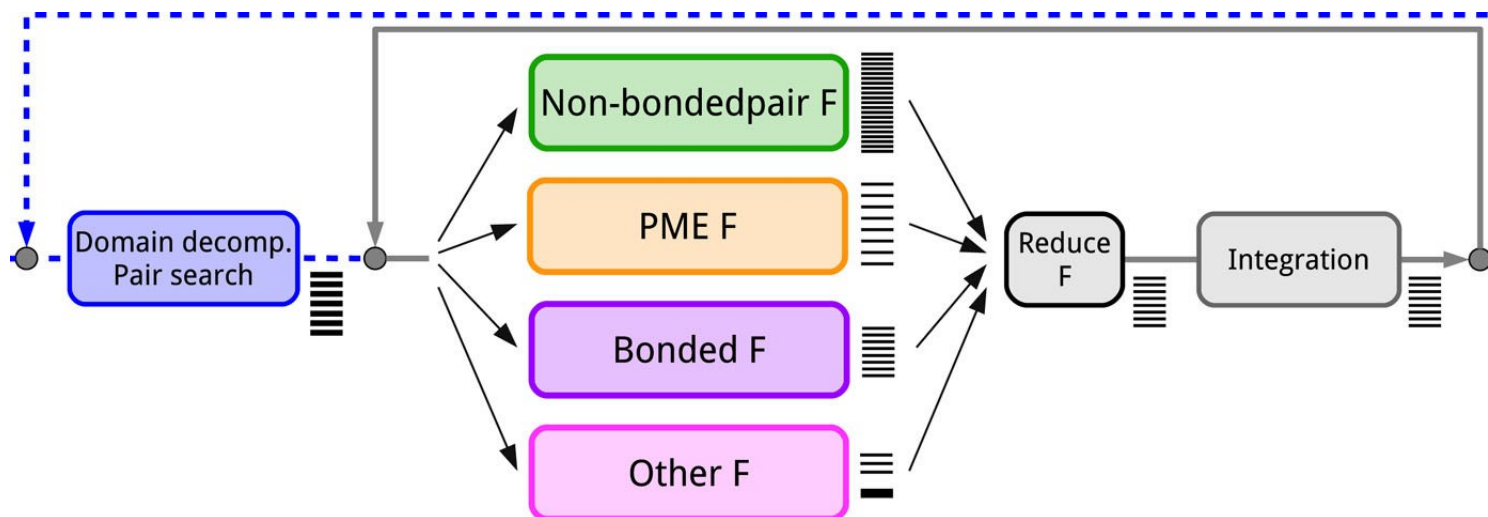 Non-bondedpair F
PME F
Domain decomp.
Pair search
Reduce
F
Integration
Bonded F
Other F